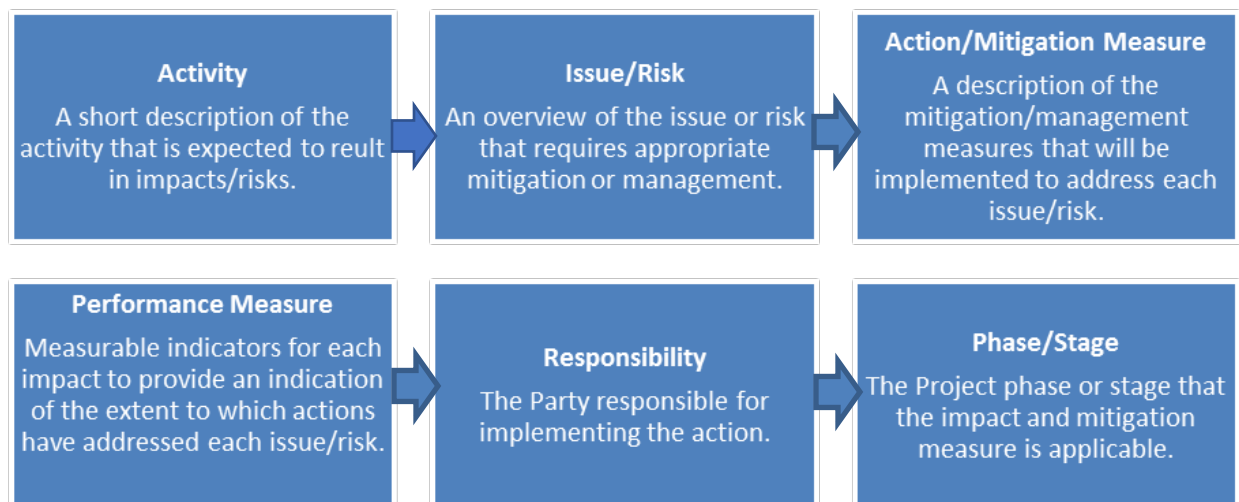 Activity
A short description of the
activity that is expected to reult
in impacts/risks.
Issue/Risk
An overview of the issue or risk
that requires appropriate
mitigation or management.
Action/Mitigation Measure
A description of the
mitigation/management
measures that will be
implemented to address each
issue/risk.
Performance Measure
Measurable indicators for each
impact to provide an indication
of the extent to which actions
have addressed each issue/risk.
Responsibility
The Party responsible for
implementing the action.
Phase/Stage
The Project phase or stage that
the impact and mitigation
measure is applicable.